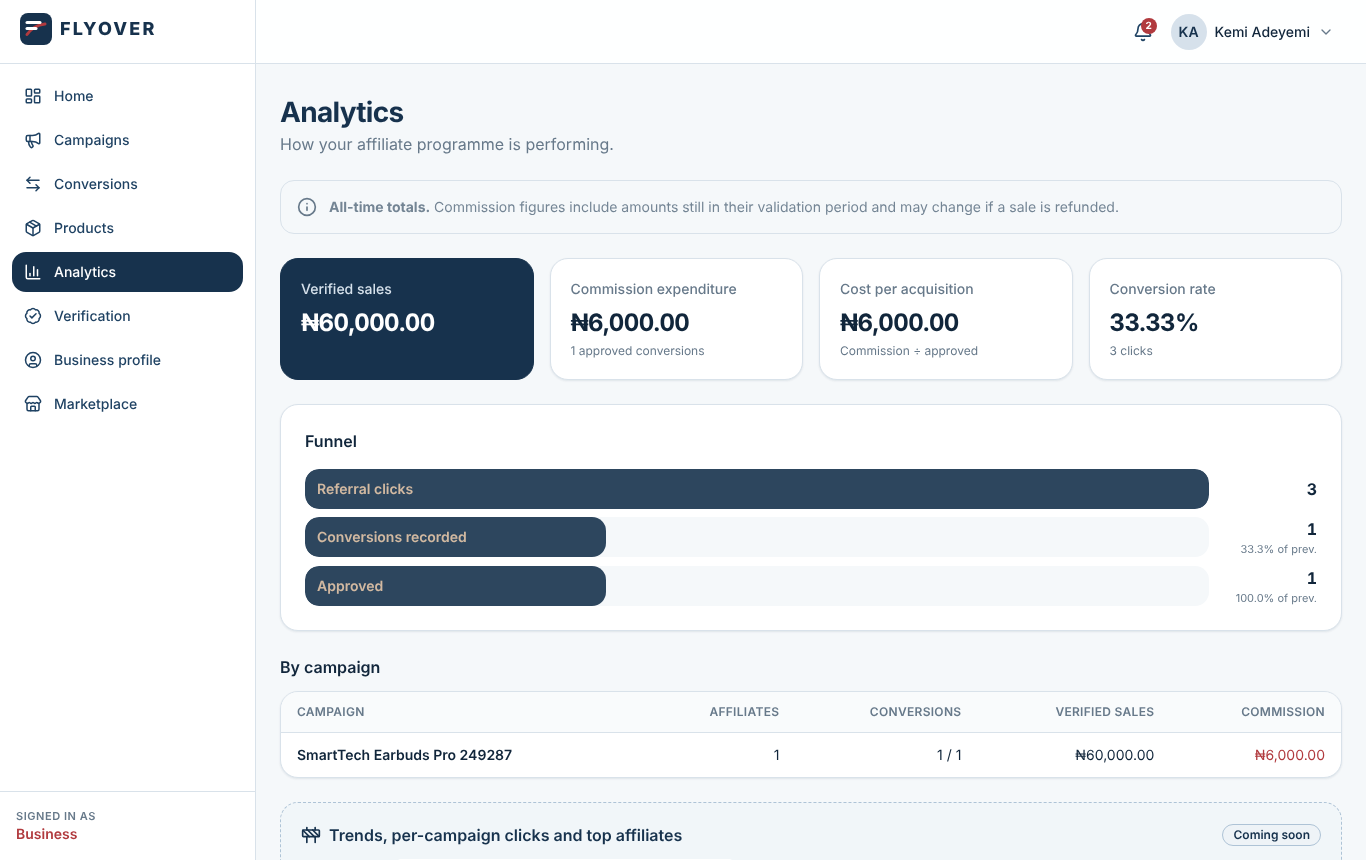 FLYOVER
2
KA
Kemi Adeyemi
Home
Campaigns
Conversions
Products
Analytics
Verification
Business profile
Marketplace
SIGNED IN AS
Business
Analytics
How your affiliate programme is performing.
All-time totals. Commission figures include amounts still in their validation period and may change if a sale is refunded.
Verified sales
₦60,000.00
Commission expenditure
₦6,000.00
1 approved conversions
Cost per acquisition
₦6,000.00
Commission ÷ approved
Conversion rate
33.33%
3 clicks
Funnel
Referral clicks
3
Conversions recorded
1
33.3% of prev.
Approved
1
100.0% of prev.
By campaign
CAMPAIGN AFFILIATES CONVERSIONS VERIFIED SALES COMMISSION
SmartTech Earbuds Pro 249287 1 1 / 1 ₦60,000.00 ₦6,000.00
Trends, per-campaign clicks and top affiliates
Coming soon